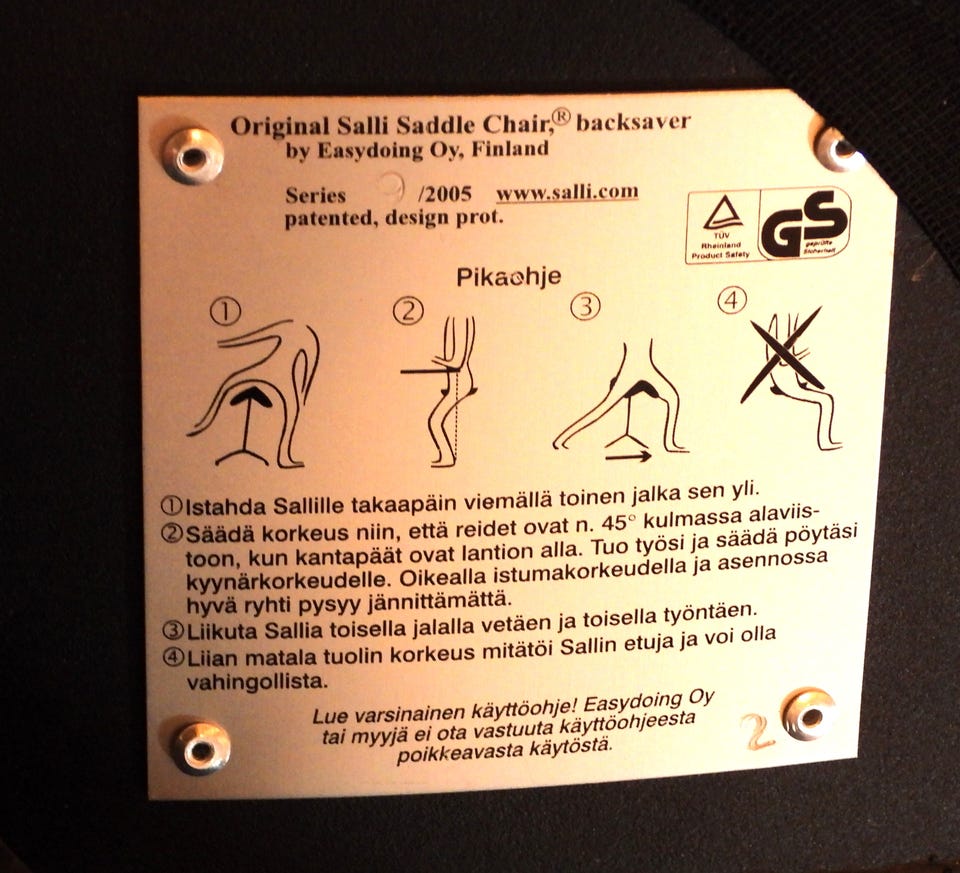 Original Salli Saddle Chair,® backsaver
by Easydoing Oy, Finland
Series /2005 www.salli.com
patented, design prot.
TÜV
Rheinland
Product Safety
GS
geprüfte
Sicherheit
Pikaohje
① ② ③ ④
①Istahda Sallille takaapäin viemällä toinen jalka sen yli.
②Säädä korkeus niin, että reidet ovat n. 45° kulmassa alaviis-
toon, kun kantapäät ovat lantion alla. Tuo työsi ja säädä pöytäsi
kyynärkorkeudelle. Oikealla istumakorkeudella ja asennossa
hyvä ryhti pysyy jännittämättä.
③Liikuta Sallia toisella jalalla vetäen ja toisella työntäen.
④Liian matala tuolin korkeus mitätöi Sallin etuja ja voi olla
vahingollista.
Lue varsinainen käyttöohje! Easydoing Oy
tai myyjä ei ota vastuuta käyttöohjeesta
poikkeavasta käytöstä.
2